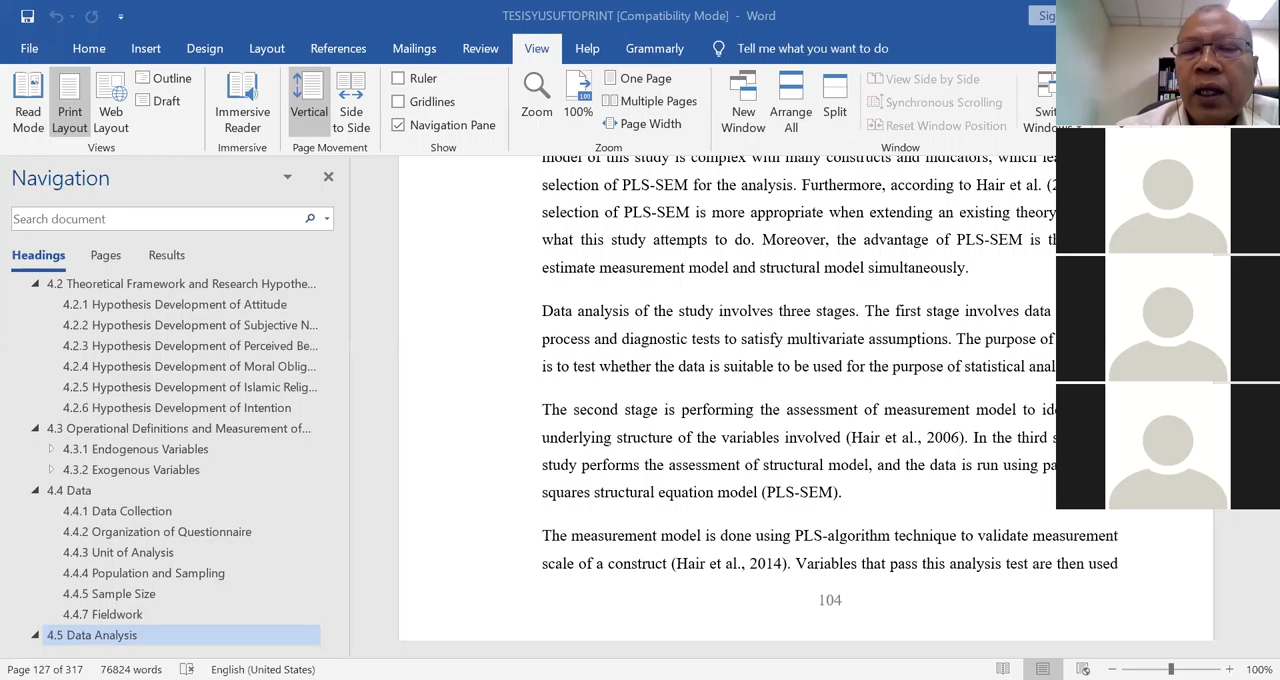 TESISYUSUFTOPRINT [Compatibility Mode] - Word
File Home Insert Design Layout References Mailings Review View Help Grammarly Tell me what you want to do
Read Mode
Print Layout
Web Layout
Outline
Draft
Views
Immersive Reader
Immersive
Vertical
Side to Side
Page Movement
Ruler
Gridlines
Navigation Pane
Show
Zoom
100
100%
One Page
Multiple Pages
Page Width
Zoom
New Window
Arrange All
Split
View Side by Side
Synchronous Scrolling
Reset Window Position
Window
Navigation
Search document
Headings Pages Results
4.2 Theoretical Framework and Research Hypothe...
4.2.1 Hypothesis Development of Attitude
4.2.2 Hypothesis Development of Subjective N...
4.2.3 Hypothesis Development of Perceived Be...
4.2.4 Hypothesis Development of Moral Oblig...
4.2.5 Hypothesis Development of Islamic Relig...
4.2.6 Hypothesis Development of Intention
4.3 Operational Definitions and Measurement of...
4.3.1 Endogenous Variables
4.3.2 Exogenous Variables
4.4 Data
4.4.1 Data Collection
4.4.2 Organization of Questionnaire
4.4.3 Unit of Analysis
4.4.4 Population and Sampling
4.4.5 Sample Size
4.4.7 Fieldwork
4.5 Data Analysis
model of this study is complex with many constructs and indicators, which
selection of PLS-SEM for the analysis. Furthermore, according to Hair et al.
selection of PLS-SEM is more appropriate when extending an existing theory
what this study attempts to do. Moreover, the advantage of PLS-SEM is
estimate measurement model and structural model simultaneously.
Data analysis of the study involves three stages. The first stage involves data
process and diagnostic tests to satisfy multivariate assumptions. The purpose of
is to test whether the data is suitable to be used for the purpose of statistical
The second stage is performing the assessment of measurement model to
underlying structure of the variables involved (Hair et al., 2006). In the third
study performs the assessment of structural model, and the data is run using
squares structural equation model (PLS-SEM).
The measurement model is done using PLS-algorithm technique to validate measurement
scale of a construct (Hair et al., 2014). Variables that pass this analysis test are then used
104
Page 127 of 317 76824 words English (United States) 100%